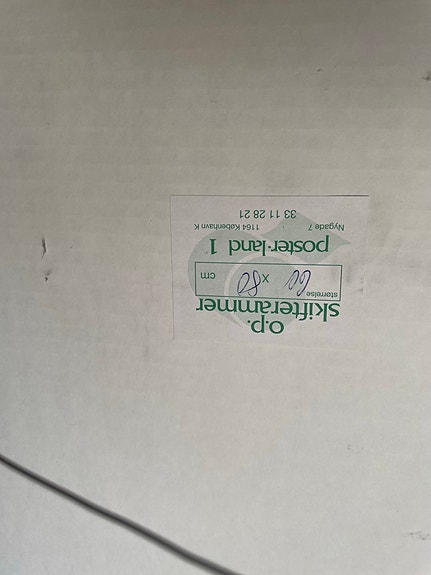 o.p.
skifterammer
størrelse 60 x 80 cm
poster·land 1
Nygade 7 1164 København K
33 11 28 21